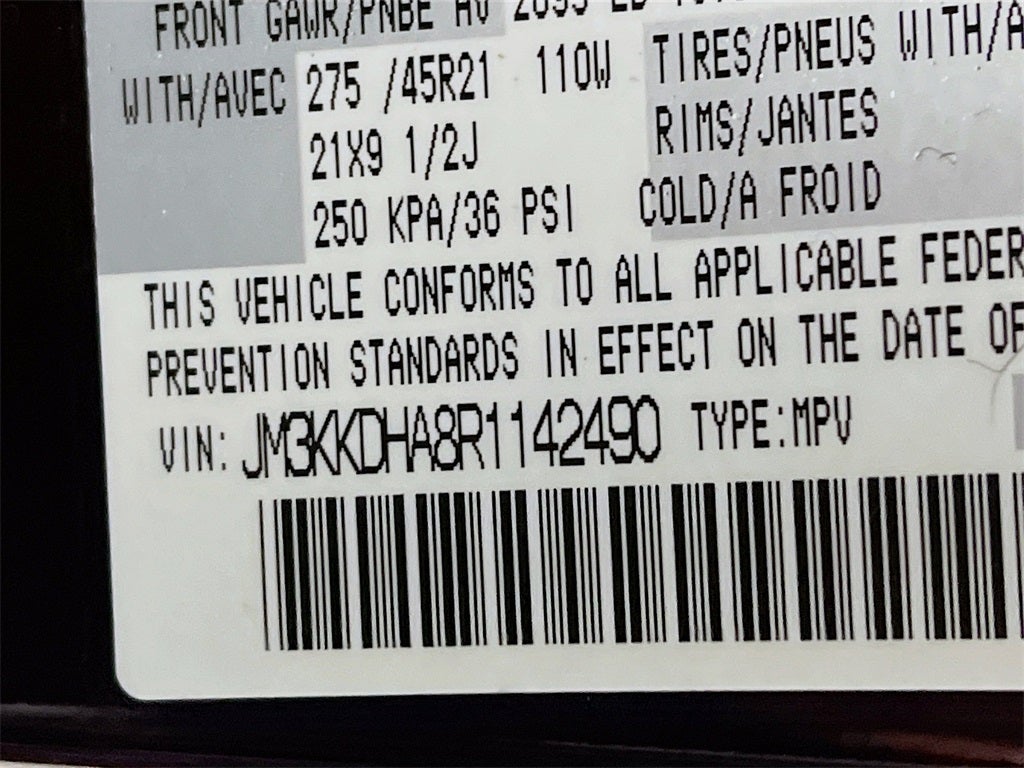 FRONT GAWR/PNBE AV
WITH/AVEC 275 /45R21 110W TIRES/PNEUS WITH/A
21X9 1/2J RIMS/JANTES
250 KPA/36 PSI COLD/A FROID
THIS VEHICLE CONFORMS TO ALL APPLICABLE FEDER
PREVENTION STANDARDS IN EFFECT ON THE DATE OF
VIN: JM3KKDHA8R1142490 TYPE:MPV